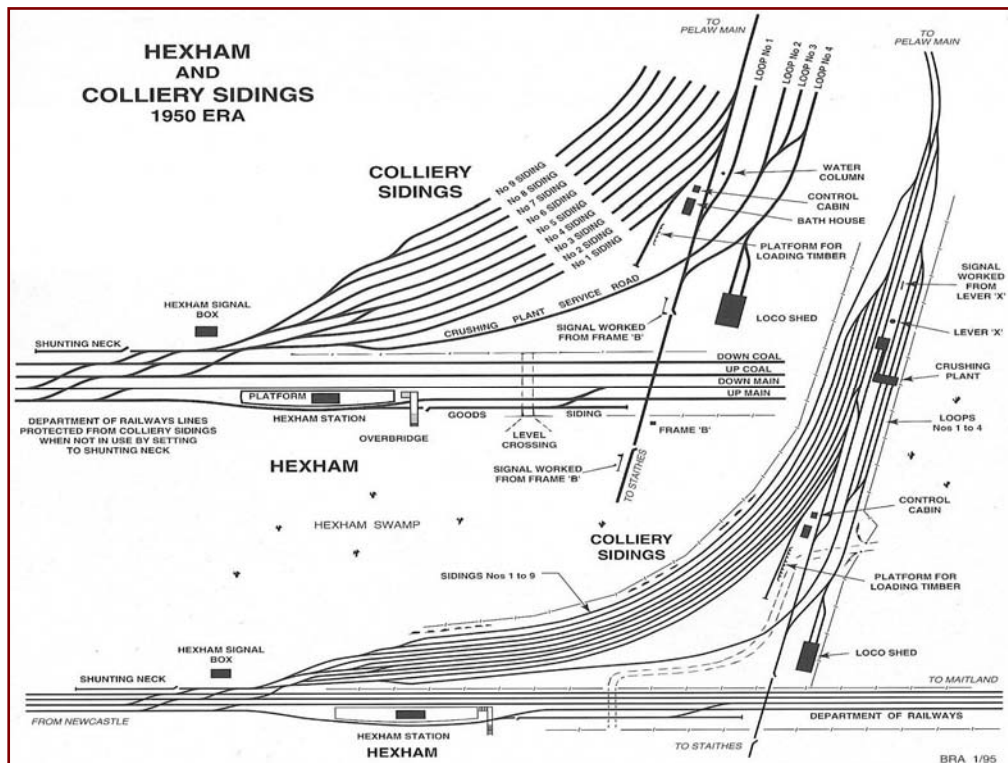 HEXHAM
AND
COLLIERY SIDINGS
1950 ERA
TO
PELAW MAIN
LOOP No 1
LOOP No 2
LOOP No 3
LOOP No 4
TO
PELAW MAIN
COLLIERY
SIDINGS
No 9 SIDING
No 8 SIDING
No 7 SIDING
No 6 SIDING
No 5 SIDING
No 4 SIDING
No 3 SIDING
No 2 SIDING
No 1 SIDING
WATER
COLUMN
CONTROL
CABIN
BATH HOUSE
PLATFORM FOR
LOADING TIMBER
SIGNAL
WORKED
FROM
LEVER 'X'
HEXHAM SIGNAL
BOX
CRUSHING PLANT SERVICE ROAD
SIGNAL WORKED
FROM FRAME 'B'
LOCO SHED
LEVER 'X'
SHUNTING NECK
DOWN COAL
UP COAL
DOWN MAIN
UP MAIN
CRUSHING
PLANT
PLATFORM
HEXHAM STATION
GOODS SIDING
DEPARTMENT OF RAILWAYS LINES
PROTECTED FROM COLLIERY SIDINGS
WHEN NOT IN USE BY SETTING
TO SHUNTING NECK
OVERBRIDGE
LEVEL
CROSSING
FRAME 'B'
LOOPS
Nos 1 to 4
HEXHAM
SIGNAL WORKED
FROM FRAME 'B'
TO STAITHES
CONTROL
CABIN
HEXHAM SWAMP
COLLIERY
SIDINGS
SIDINGS Nos 1 to 9
PLATFORM FOR
LOADING TIMBER
HEXHAM SIGNAL
BOX
LOCO SHED
SHUNTING NECK
TO MAITLAND
FROM NEWCASTLE
DEPARTMENT OF RAILWAYS
HEXHAM STATION
HEXHAM
TO STAITHES
BRA 1/95